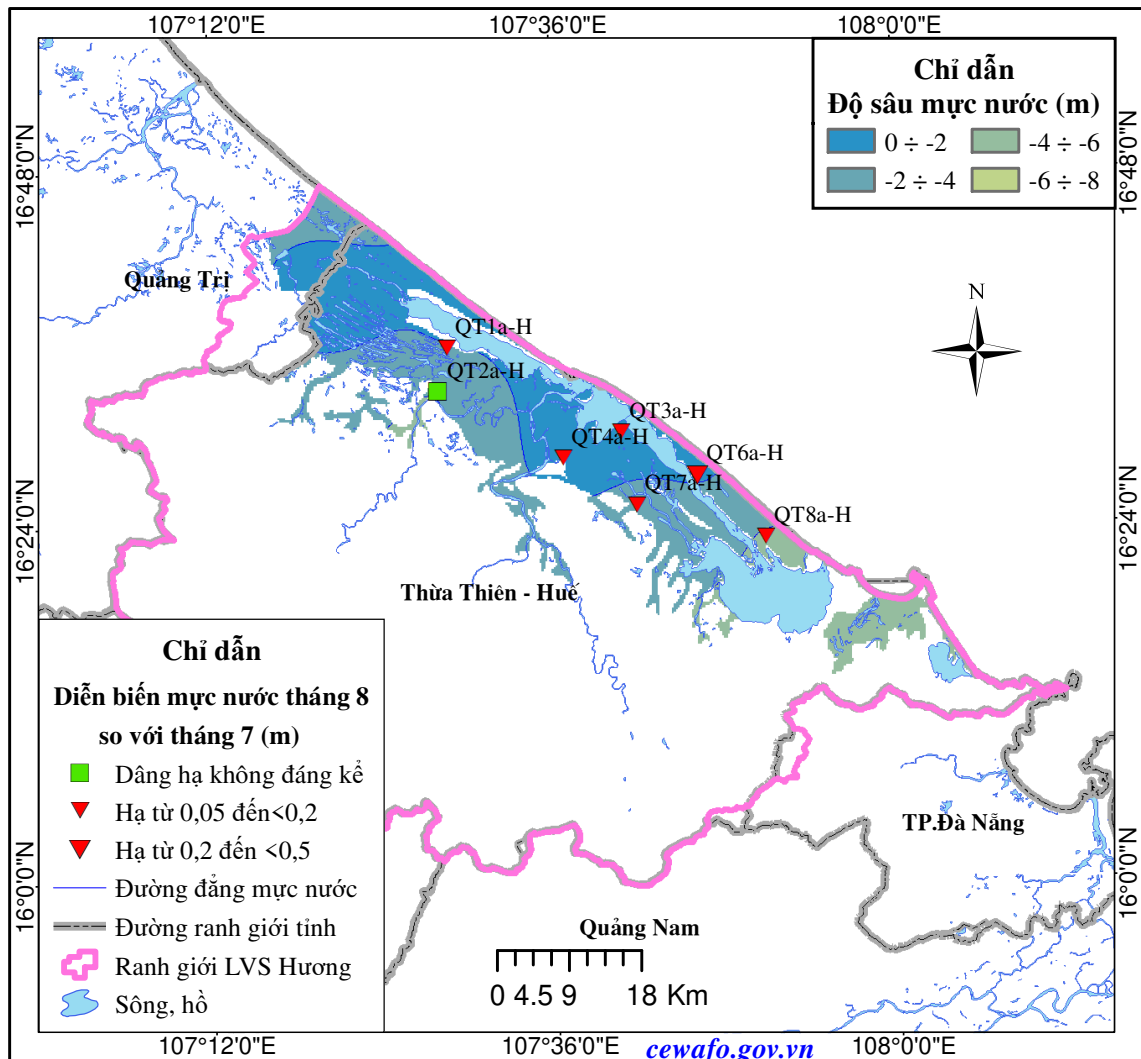 107°12'0"E 107°36'0"E 108°0'0"E
Chỉ dẫn
Độ sâu mực nước (m)
0 ÷ -2 -4 ÷ -6
-2 ÷ -4 -6 ÷ -8
16°48'0"N 16°48'0"N
Quảng Trị
N
QT1a-H
QT2a-H
QT3a-H
QT4a-H
QT6a-H
QT7a-H
QT8a-H
16°24'0"N 16°24'0"N
Thừa Thiên - Huế
Chỉ dẫn
Diễn biến mực nước tháng 8
so với tháng 7 (m)
Dâng hạ không đáng kể
Hạ từ 0,05 đến<0,2
Hạ từ 0,2 đến <0,5
Đường đẳng mực nước
Đường ranh giới tỉnh
Ranh giới LVS Hương
Sông, hồ
TP.Đà Nẵng
16°0'0"N 16°0'0"N
Quảng Nam
0 4.5 9 18 Km
107°12'0"E 107°36'0"E 108°0'0"E
cewafo.gov.vn